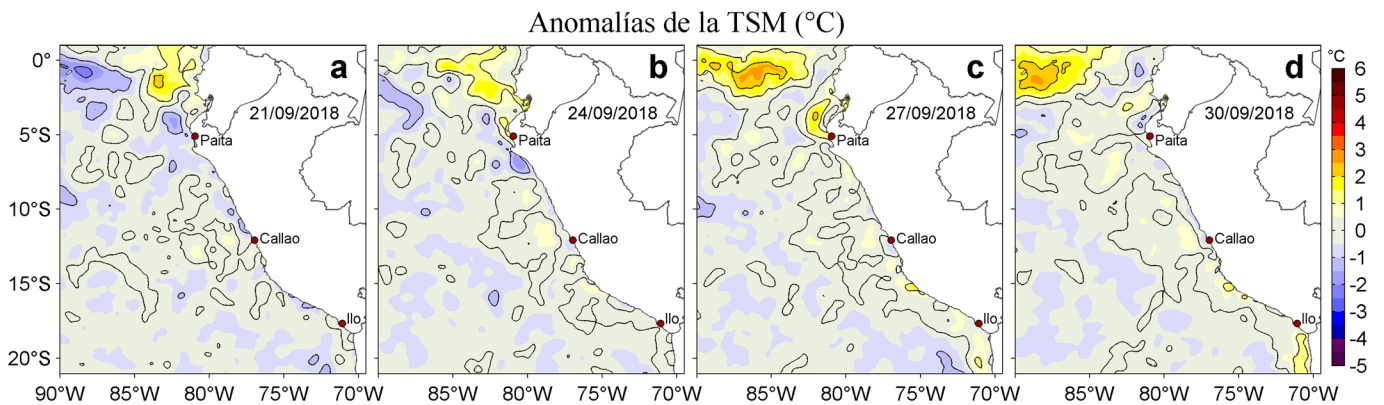 Anomalías de la TSM (°C)
a b c d °C
0° 6
5
21/09/2018 24/09/2018 27/09/2018 30/09/2018 4
5°S Paita Paita Paita Paita 3
2
10°S 1
Callao Callao Callao Callao 0
-1
15°S -2
Ilo Ilo Ilo Ilo -3
20°S -4
-5
90°W 85°W 80°W 75°W 70°W 85°W 80°W 75°W 70°W 85°W 80°W 75°W 70°W 85°W 80°W 75°W 70°W